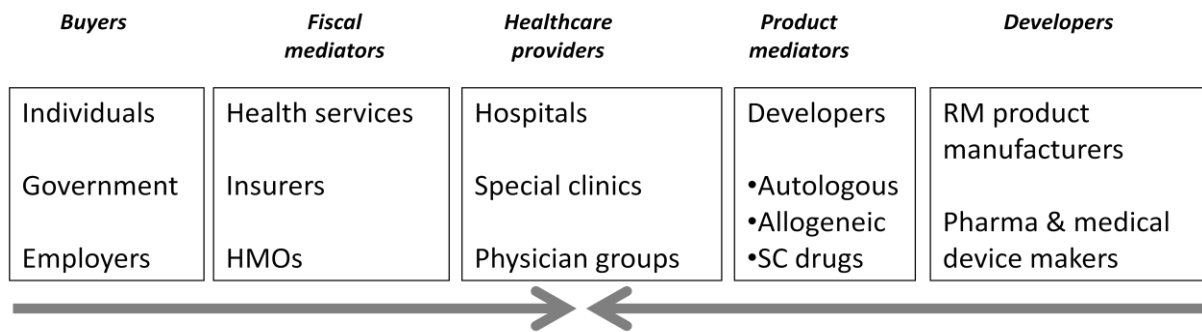 Buyers
Fiscal
mediators
Healthcare
providers
Product
mediators
Developers
Individuals
Government
Employers
Health services
Insurers
HMOs
Hospitals
Special clinics
Physician groups
Developers
•Autologous
•Allogeneic
•SC drugs
RM product
manufacturers
Pharma & medical
device makers